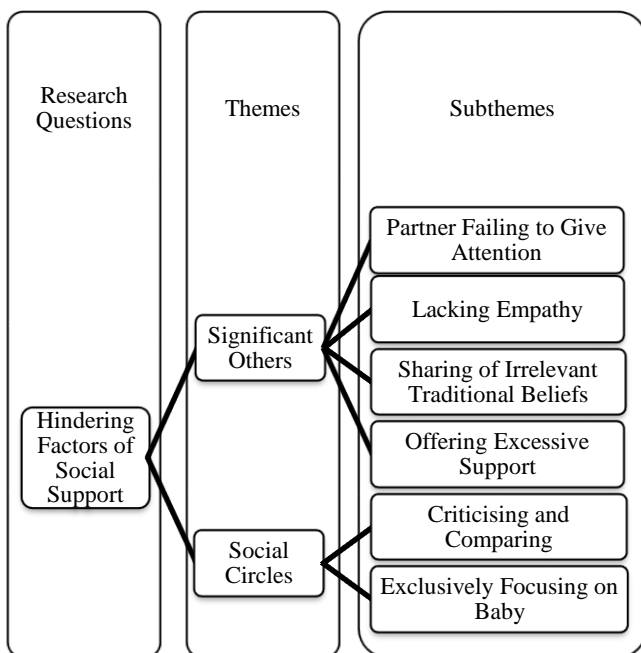 Research
Questions
Themes
Subthemes
Partner Failing to Give
Attention
Lacking Empathy
Significant
Others
Sharing of Irrelevant
Traditional Beliefs
Hindering
Factors of
Social
Support
Offering Excessive
Support
Criticising and
Comparing
Social
Circles
Exclusively Focusing on
Baby